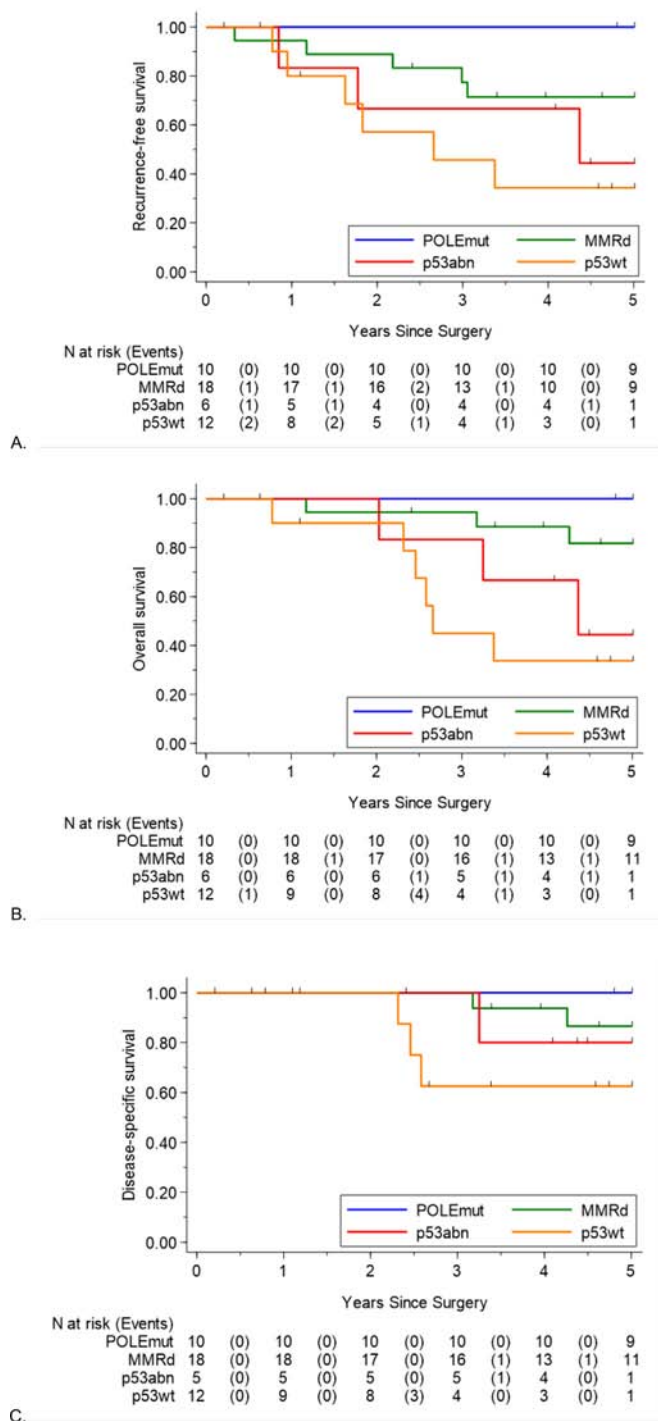 1.00
0.80
0.60
0.40
0.20
0.00
Recurrence-free survival
POLEmut MMRd
p53abn p53wt
0 1 2 3 4 5
Years Since Surgery
N at risk (Events)
POLEmut 10 (0) 10 (0) 10 (0) 10 (0) 10 (0) 9
MMRd 18 (1) 17 (1) 16 (2) 13 (1) 10 (0) 9
p53abn 6 (1) 5 (1) 4 (0) 4 (0) 4 (1) 1
p53wt 12 (2) 8 (2) 5 (1) 4 (1) 3 (0) 1
A.
1.00
0.80
0.60
0.40
0.20
0.00
Overall survival
POLEmut MMRd
p53abn p53wt
0 1 2 3 4 5
Years Since Surgery
N at risk (Events)
POLEmut 10 (0) 10 (0) 10 (0) 10 (0) 10 (0) 9
MMRd 18 (0) 18 (1) 17 (0) 16 (1) 13 (1) 11
p53abn 6 (0) 6 (0) 6 (1) 5 (1) 4 (1) 1
p53wt 12 (1) 9 (0) 8 (4) 4 (1) 3 (0) 1
B.
1.00
0.80
0.60
0.40
0.20
0.00
Disease-specific survival
POLEmut MMRd
p53abn p53wt
0 1 2 3 4 5
Years Since Surgery
N at risk (Events)
POLEmut 10 (0) 10 (0) 10 (0) 10 (0) 10 (0) 9
MMRd 18 (0) 18 (0) 17 (0) 16 (1) 13 (1) 11
p53abn 5 (0) 5 (0) 5 (0) 5 (1) 4 (0) 1
p53wt 12 (0) 9 (0) 8 (3) 4 (0) 3 (0) 1
C.